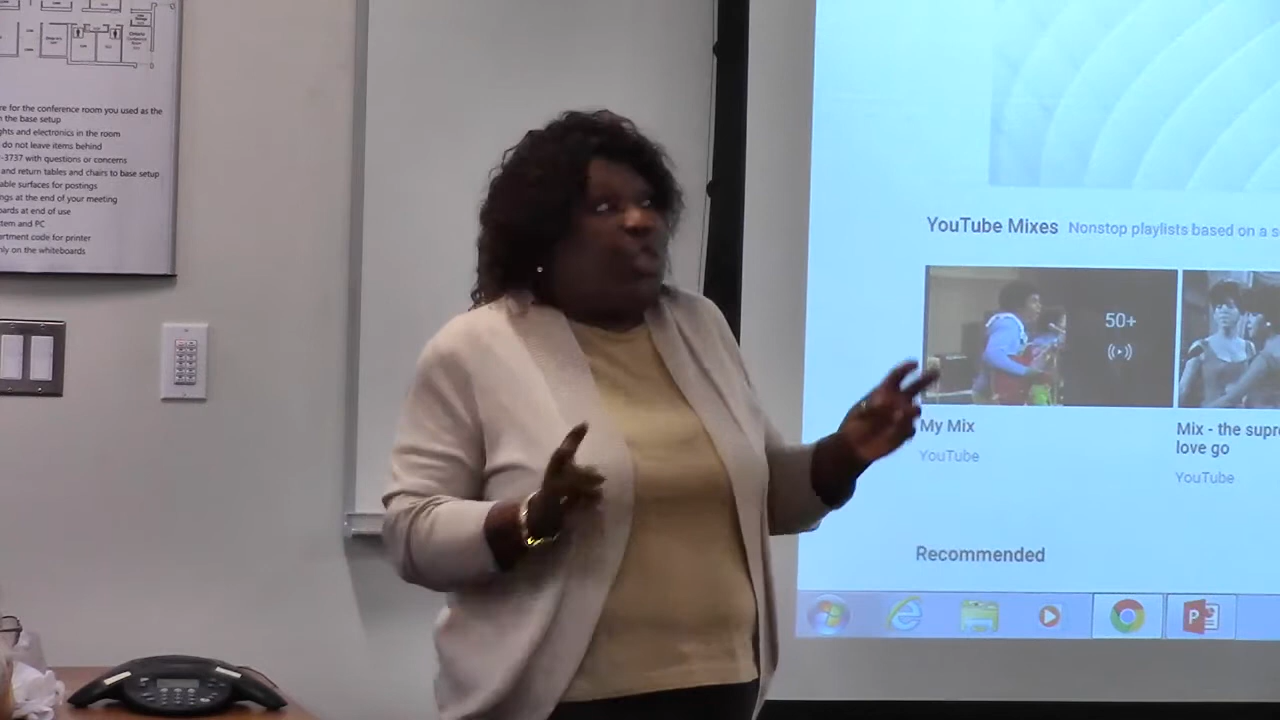 re for the conference room you used as the
n the base setup
ghts and electronics in the room
do not leave items behind
-3737 with questions or concerns
and return tables and chairs to base setup
able surfaces for postings
ngs at the end of your meeting
oards at end of use
tem and PC
artment code for printer
nly on the whiteboards
YouTube Mixes Nonstop playlists based on a s
50+
My Mix
YouTube
Mix - the supr
love go
YouTube
Recommended
P